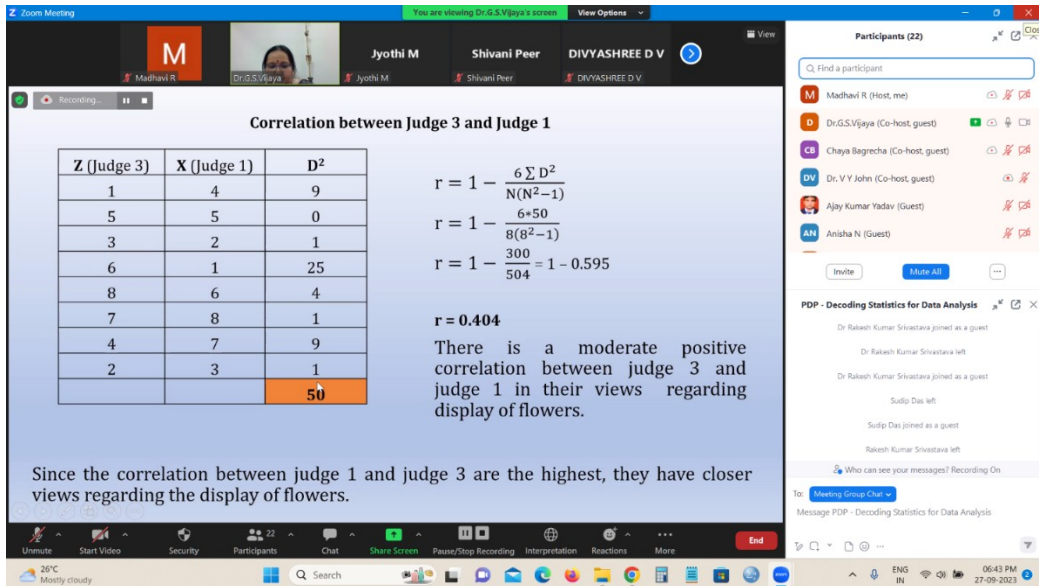 Zoom Meeting
You are viewing Dr.G.S.Vijaya's screen
View Options
View
M
Madhavi R
Dr.G.S.Vijaya
Jyothi M
Jyothi M
Shivani Peer
Shivani Peer
DIVYASHREE D V
DIVYASHREE D V
Recording...
Correlation between Judge 3 and Judge 1
Z (Judge 3) X (Judge 1) D²
1 4 9
5 5 0
3 2 1
6 1 25
8 6 4
7 8 1
4 7 9
2 3 1
50
r = 1 − 6 ∑ D² / N(N²−1)
r = 1 − 6*50 / 8(8²−1)
r = 1 − 300 / 504 = 1 – 0.595
r = 0.404
There is a moderate positive
correlation between judge 3 and
judge 1 in their views regarding
display of flowers.
Since the correlation between judge 1 and judge 3 are the highest, they have closer
views regarding the display of flowers.
Unmute
Start Video
Security
22
Participants
Chat
Share Screen
Pause/Stop Recording
Interpretation
Reactions
More
End
Participants (22)
Clos
Find a participant
M Madhavi R (Host, me)
D Dr.G.S.Vijaya (Co-host, guest)
CB Chaya Bagrecha (Co-host, guest)
DV Dr. V Y John (Co-host, guest)
Ajay Kumar Yadav (Guest)
AN Anisha N (Guest)
Invite
Mute All
PDP - Decoding Statistics for Data Analysis
Dr Rakesh Kumar Srivastava joined as a guest
Dr Rakesh Kumar Srivastava left
Dr Rakesh Kumar Srivastava joined as a guest
Sudip Das left
Sudip Das joined as a guest
Rakesh Kumar Srivastava left
Who can see your messages? Recording On
To: Meeting Group Chat
Message PDP - Decoding Statistics for Data Analysis
26°C
Mostly cloudy
Search
ENG
IN
06:43 PM
27-09-2023
2